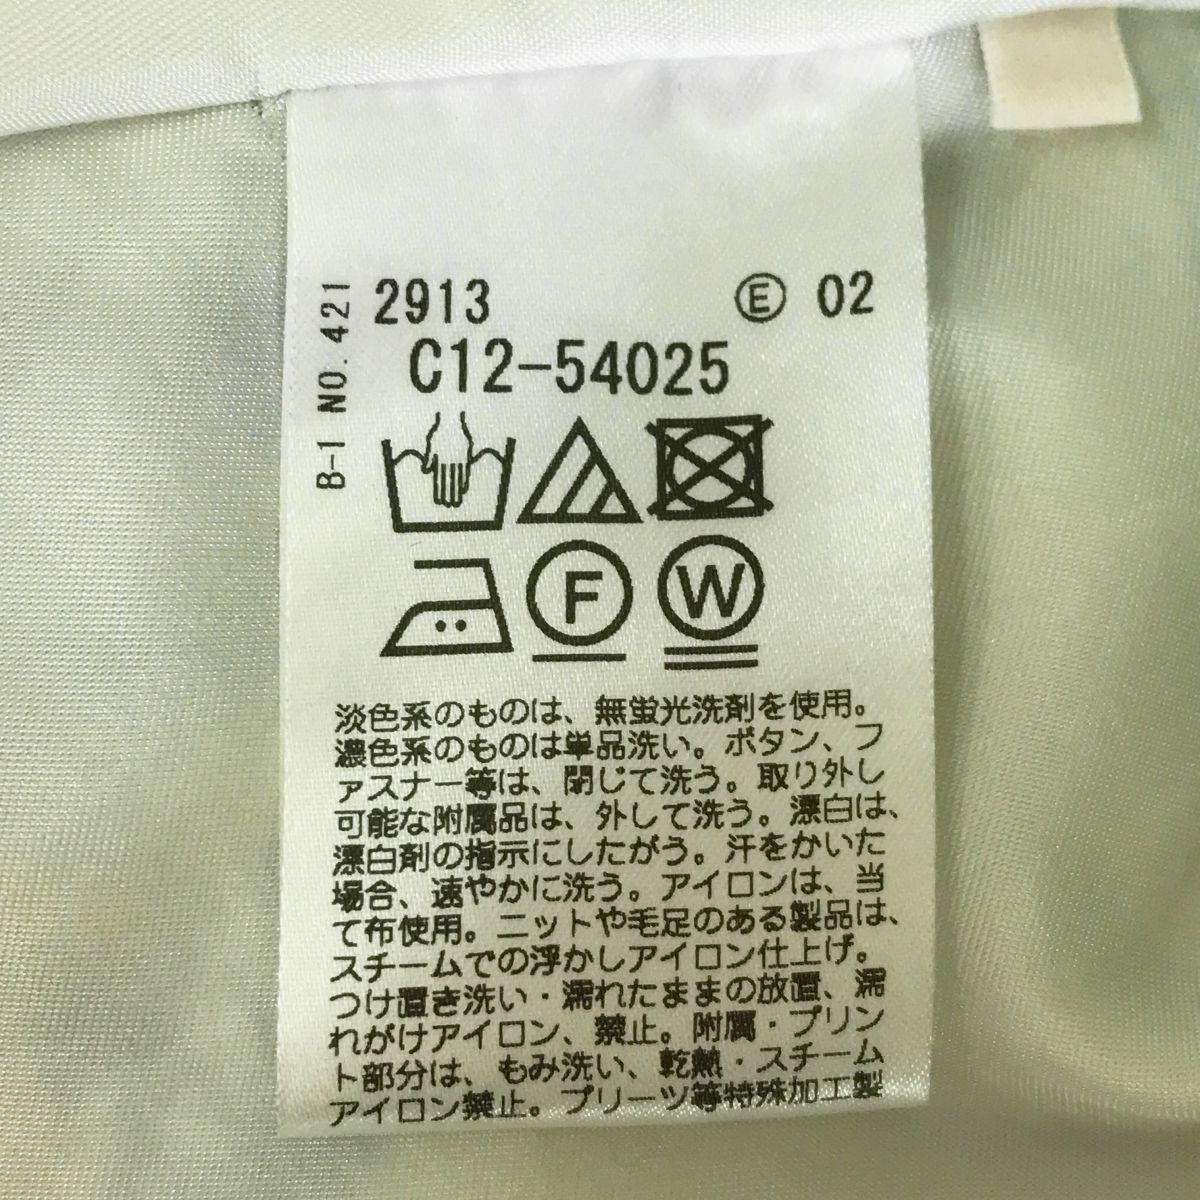 B-1 NO.421
2913 Ⓔ 02
C12-54025
F W
淡色系のものは、無蛍光洗剤を使用。
濃色系のものは単品洗い。ボタン、フ
ァスナー等は、閉じて洗う。取り外し
可能な附属品は、外して洗う。漂白は、
漂白剤の指示にしたがう。汗をかいた
場合、速やかに洗う。アイロンは、当
て布使用。ニットや毛足のある製品は、
スチームでの浮かしアイロン仕上げ。
つけ置き洗い・濡れたままの放置、濡
れがけアイロン、禁止。附属・プリン
ト部分は、もみ洗い、乾熱・スチーム
アイロン禁止。プリーツ等特殊加工製